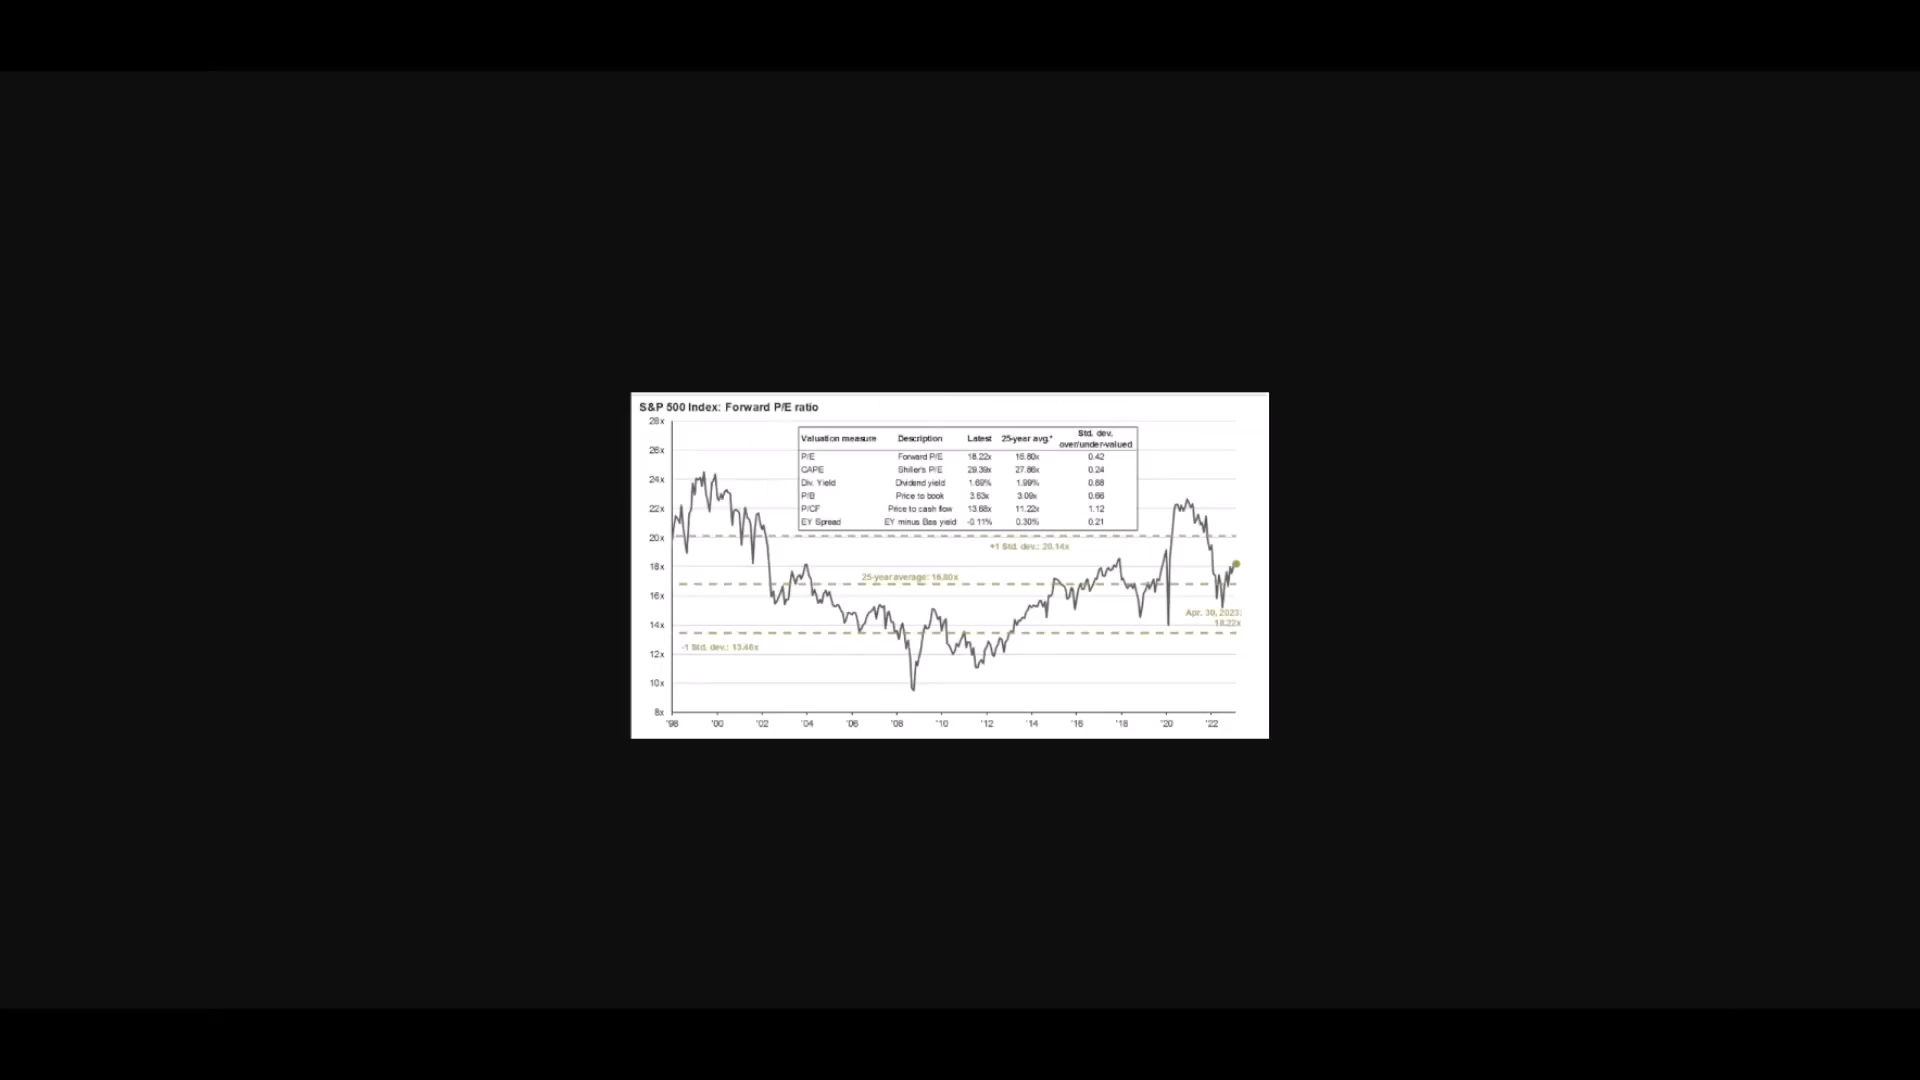 S&P 500 Index: Forward P/E ratio
28x
26x
24x
22x
20x
18x
16x
14x
12x
10x
8x
Valuation measure Description Latest 25-year avg.* Std. dev. over/under-valued
P/E Forward P/E 18.22x 16.80x 0.42
CAPE Shiller's P/E 29.39x 27.86x 0.24
Div. Yield Dividend yield 1.69% 1.99% 0.88
P/B Price to book 3.63x 3.09x 0.66
P/CF Price to cash flow 13.68x 11.22x 1.12
EY Spread EY minus Baa yield -0.11% 0.30% 0.21
+1 Std. dev.: 20.14x
25-year average: 16.80x
Apr. 30, 2023:
18.22x
-1 Std. dev.: 13.46x
'98 '00 '02 '04 '06 '08 '10 '12 '14 '16 '18 '20 '22